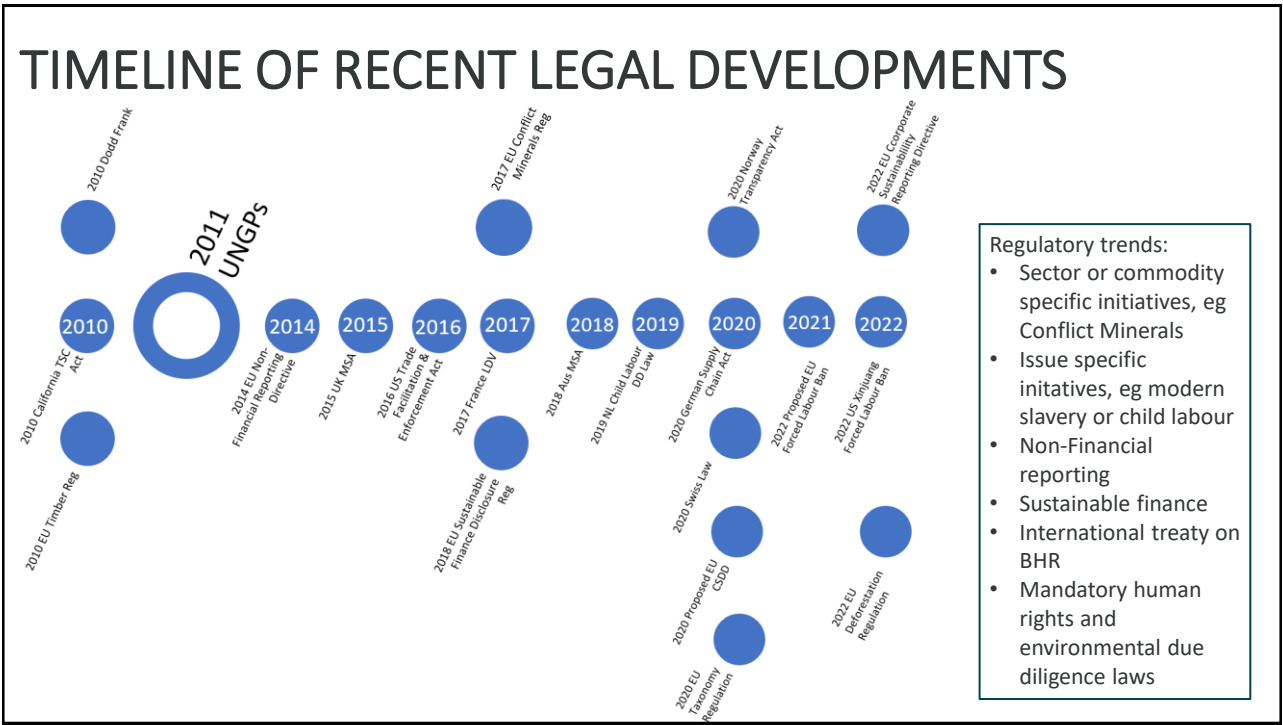 TIMELINE OF RECENT LEGAL DEVELOPMENTS
2010 Dodd Frank
2017 EU Conflict
Minerals Reg
2020 Norway
Transparency Act
2022 EU Ccorporate
Sustainablility
Reporting Directive
2011
UNGPs
2010
2014
2015
2016
2017
2018
2019
2020
2021
2022
2010 California TSC
Act
2014 EU Non-
Financial Reporting
Directive
2015 UK MSA
2016 US Trade
Facilitation &
Enforcement Act
2017 France LDV
2018 Aus MSA
2019 NL Child Labour
DD Law
2020 German Supply
Chain Act
2022 Proposed EU
Forced Labour Ban
2022 US Xinjuang
Forced Labour Ban
2010 EU Timber Reg
2018 EU Sustainable
Finance Disclosure
Reg
2020 Swiss Law
2020 Proposed EU
CSDD
2022 EU
Deforestation
Regulation
2020 EU
Taxonomy
Regulation
Regulatory trends:
• Sector or commodity
specific initiatives, eg
Conflict Minerals
• Issue specific
initatives, eg modern
slavery or child labour
• Non-Financial
reporting
• Sustainable finance
• International treaty on
BHR
• Mandatory human
rights and
environmental due
diligence laws